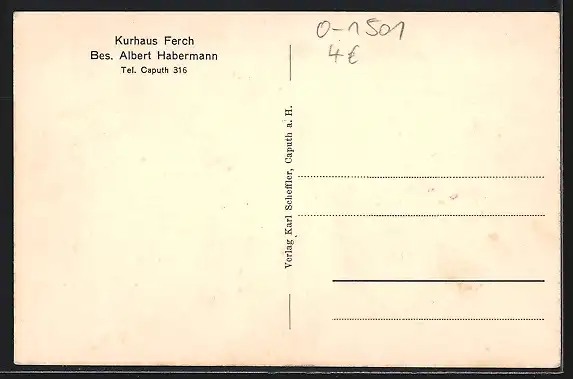 Kurhaus Ferch
Bes. Albert Habermann
Tel. Caputh 316
0-1501
4€
Verlag Karl Scheffler, Caputh a. H.